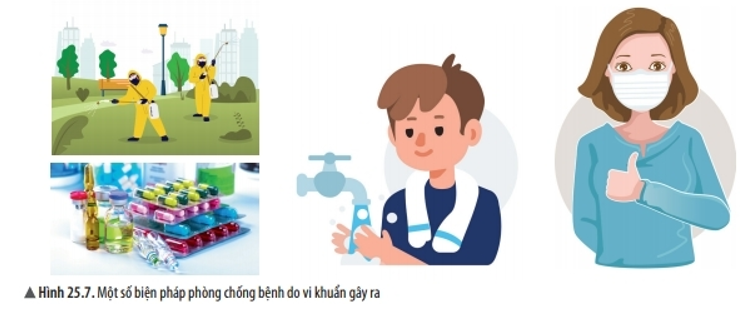 ▲ Hình 25.7. Một số biện pháp phòng chống bệnh do vi khuẩn gây ra